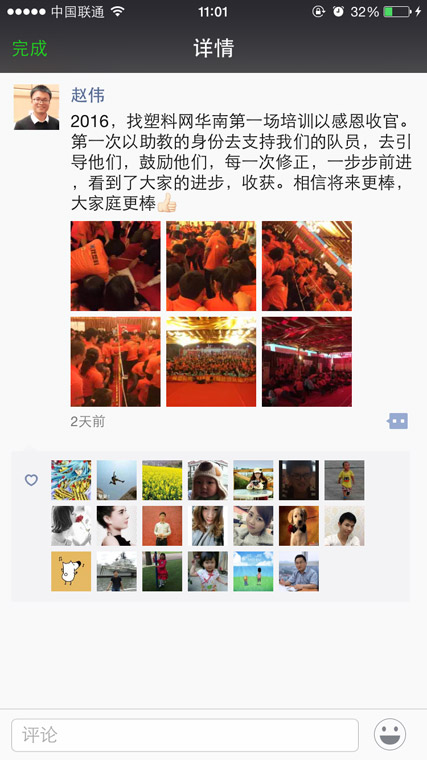 中国联通 11:01 32%
完成 详情
赵伟
2016，找塑料网华南第一场培训以感恩收官。
第一次以助教的身份去支持我们的队员，去引
导他们，鼓励他们，每一次修正，一步步前进
，看到了大家的进步，收获。相信将来更棒，
大家庭更棒👍
2天前
评论